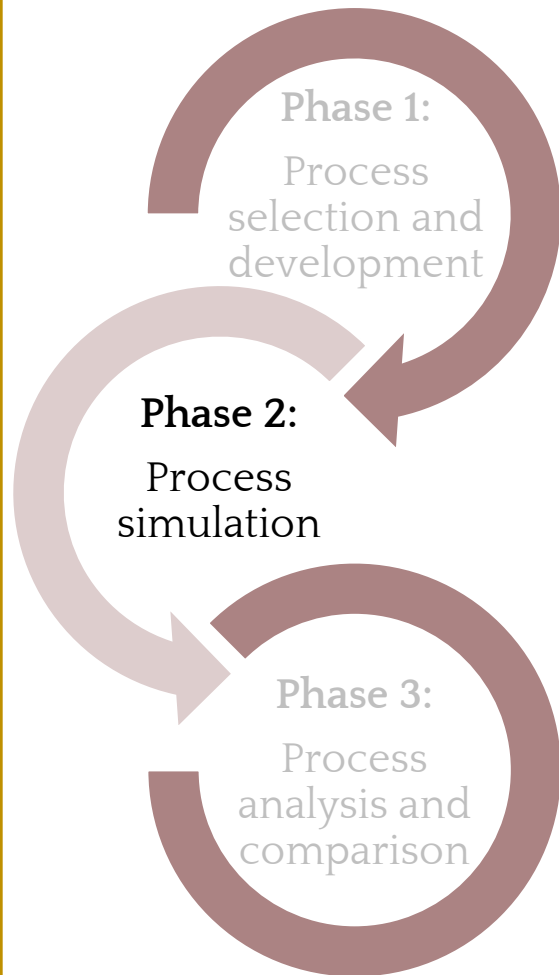 Phase 1:
Process
selection and
development
Phase 2:
Process
simulation
Phase 3:
Process
analysis and
comparison